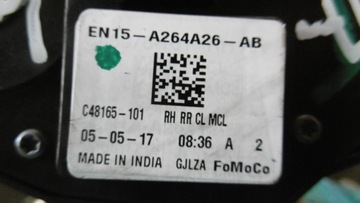 EN15-A264A26-AB
C48165-101 RH RR CL MCL
05-05-17 08:36 A 2
MADE IN INDIA GJLZA FoMoCo